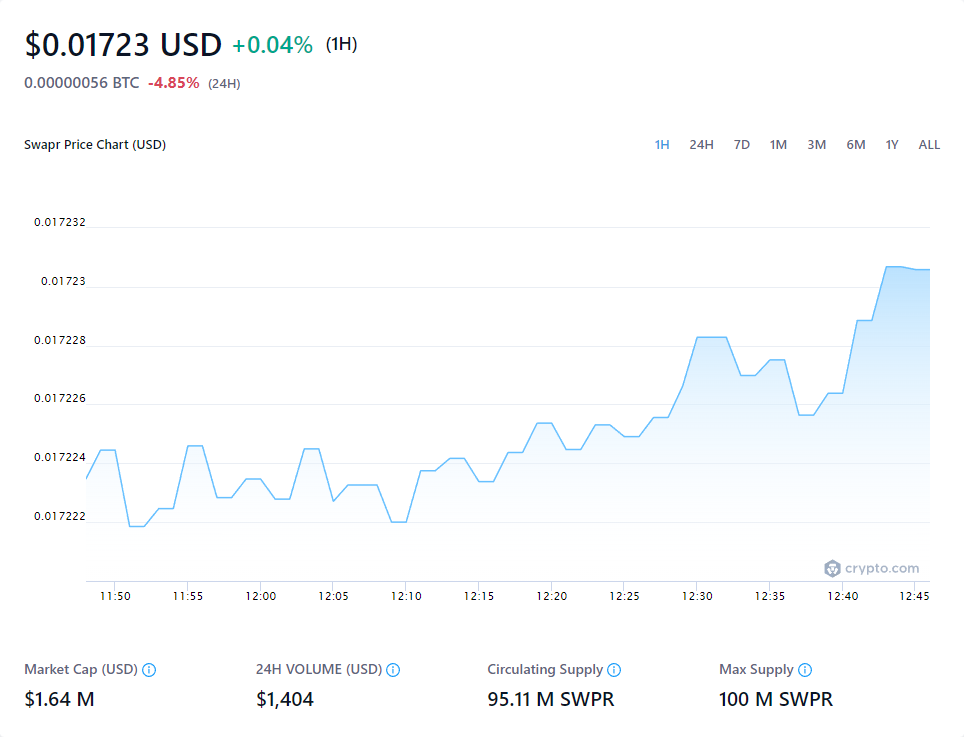 $0.01723 USD +0.04% (1H)
0.00000056 BTC -4.85% (24H)
Swapr Price Chart (USD) 1H 24H 7D 1M 3M 6M 1Y ALL
0.017232
0.01723
0.017228
0.017226
0.017224
0.017222
crypto.com
11:50 11:55 12:00 12:05 12:10 12:15 12:20 12:25 12:30 12:35 12:40 12:45
Market Cap (USD) 24H VOLUME (USD) Circulating Supply Max Supply
$1.64 M $1,404 95.11 M SWPR 100 M SWPR